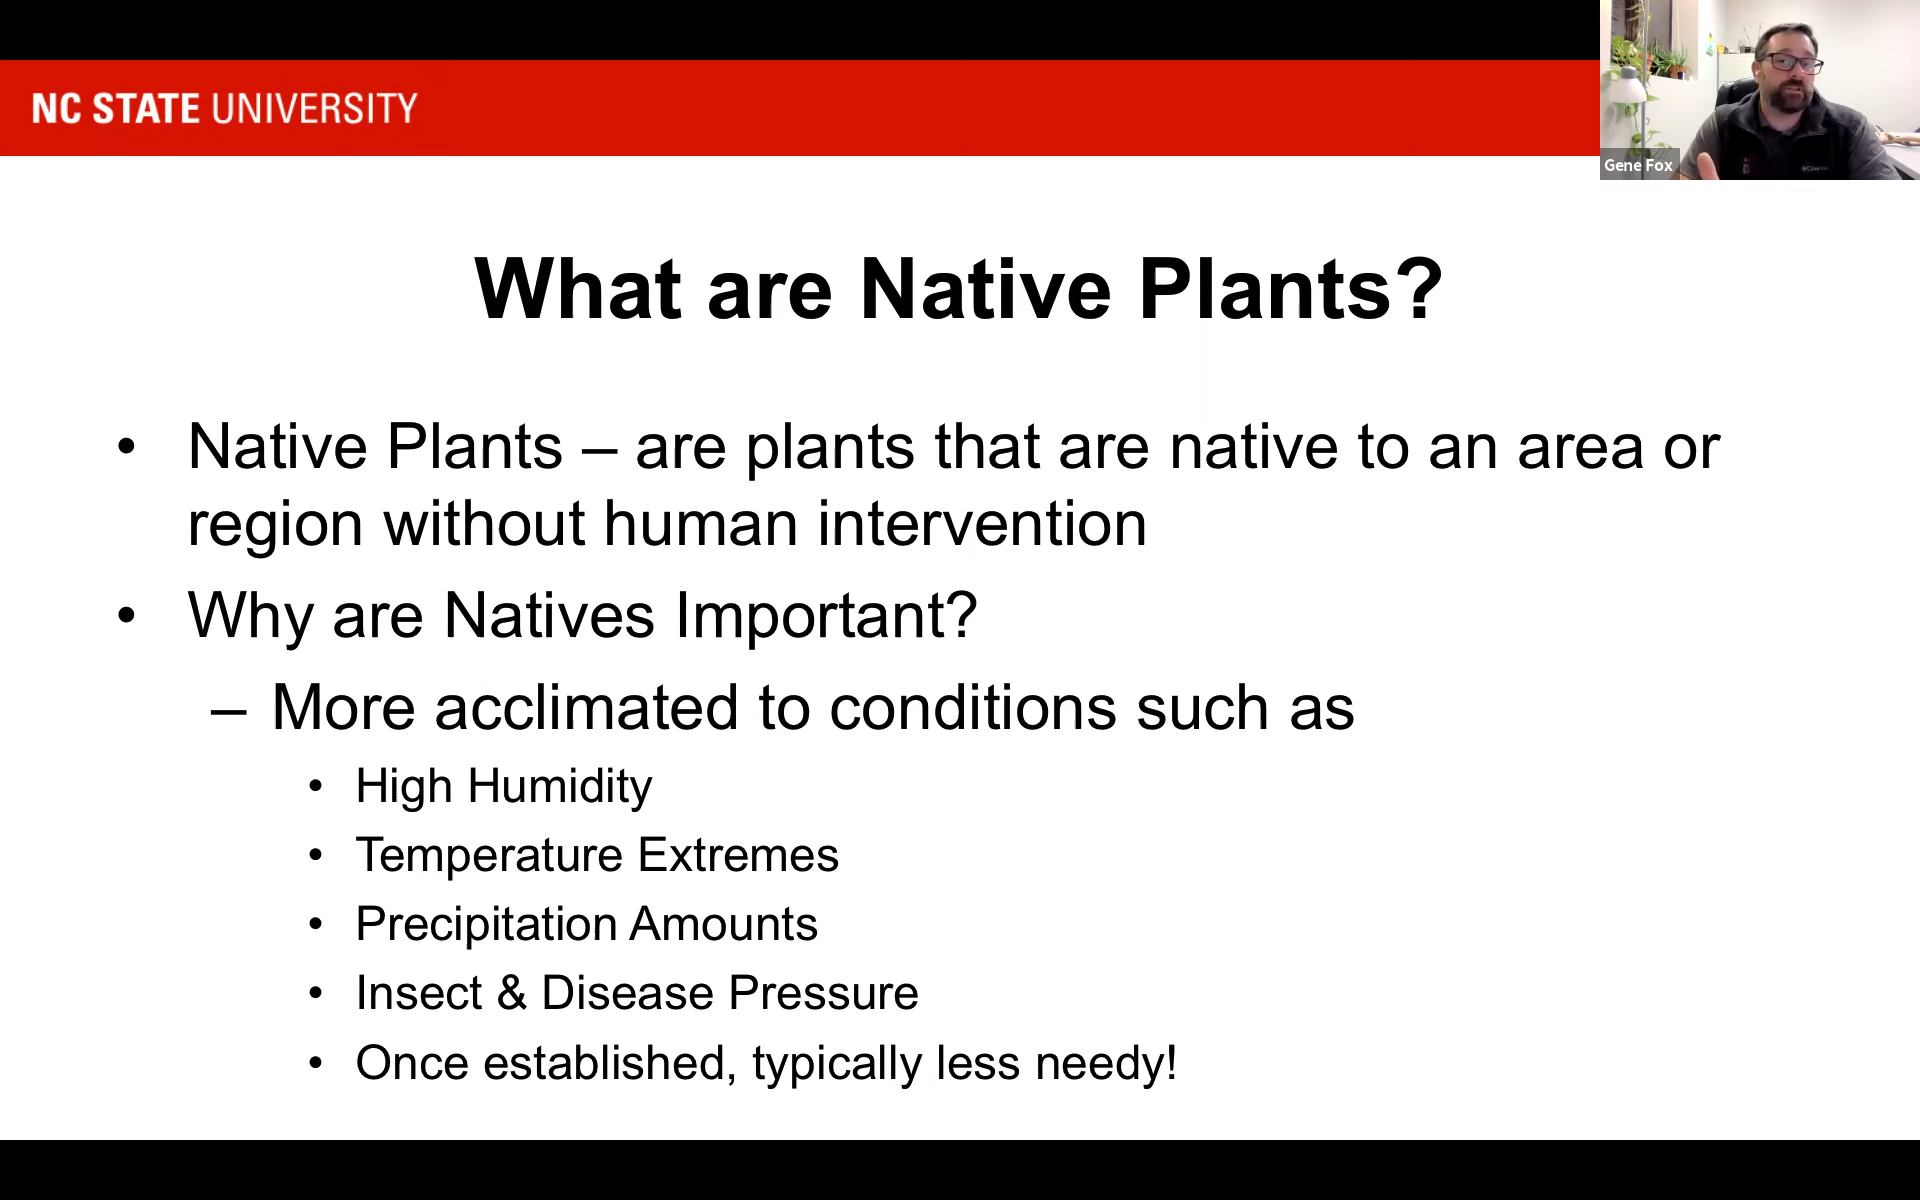 NC STATE UNIVERSITY
Gene Fox
What are Native Plants?
• Native Plants – are plants that are native to an area or
region without human intervention
• Why are Natives Important?
– More acclimated to conditions such as
• High Humidity
• Temperature Extremes
• Precipitation Amounts
• Insect & Disease Pressure
• Once established, typically less needy!